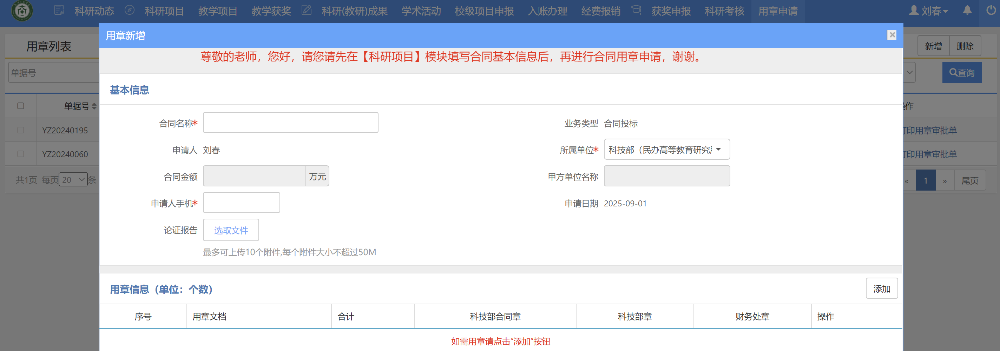 科研动态 科研项目 教学项目 教学获奖 科研(教研)成果 学术活动 校级项目申报 入账办理 经费报销 获奖申报 科研考核 用章申请 刘春
用章新增
用章列表
新增 删除
尊敬的老师，您好，请您请先在【科研项目】模块填写合同基本信息后，再进行合同用章申请，谢谢。
单据号
查询
基本信息
单据号
作
合同名称*
业务类型 合同投标
YZ20240195
印用章审批单
申请人 刘春
所属单位* 科技部（民办高等教育研究
YZ20240060
印用章审批单
合同金额 万元
甲方单位名称
共1页 每页 20 条
« 1 » 尾页
申请人手机*
申请日期 2025-09-01
论证报告 选取文件
最多可上传10个附件,每个附件大小不超过50M
用章信息（单位：个数）
添加
序号 用章文档 合计 科技部合同章 科技部章 财务处章 操作
如需用章请点击“添加”按钮